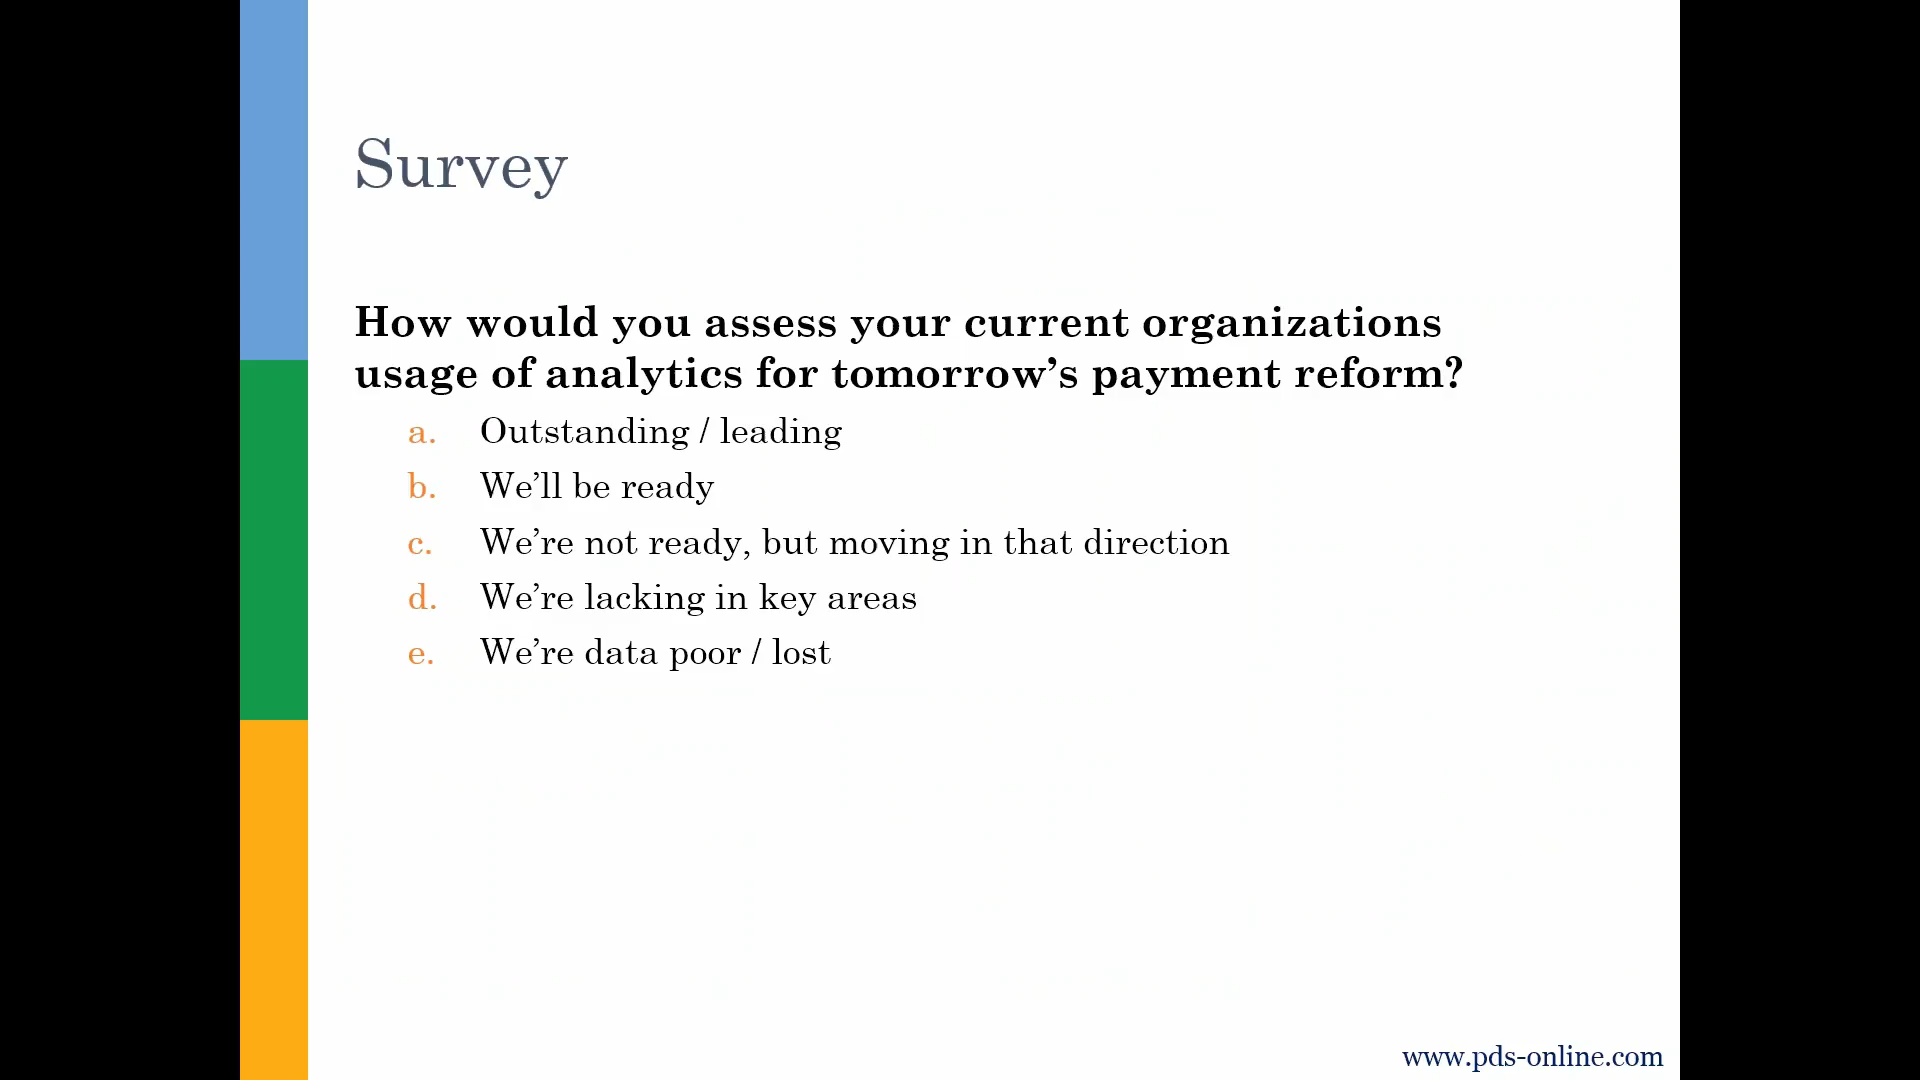 Survey
How would you assess your current organizations
usage of analytics for tomorrow’s payment reform?
a. Outstanding / leading
b. We’ll be ready
c. We’re not ready, but moving in that direction
d. We’re lacking in key areas
e. We’re data poor / lost
www.pds-online.com